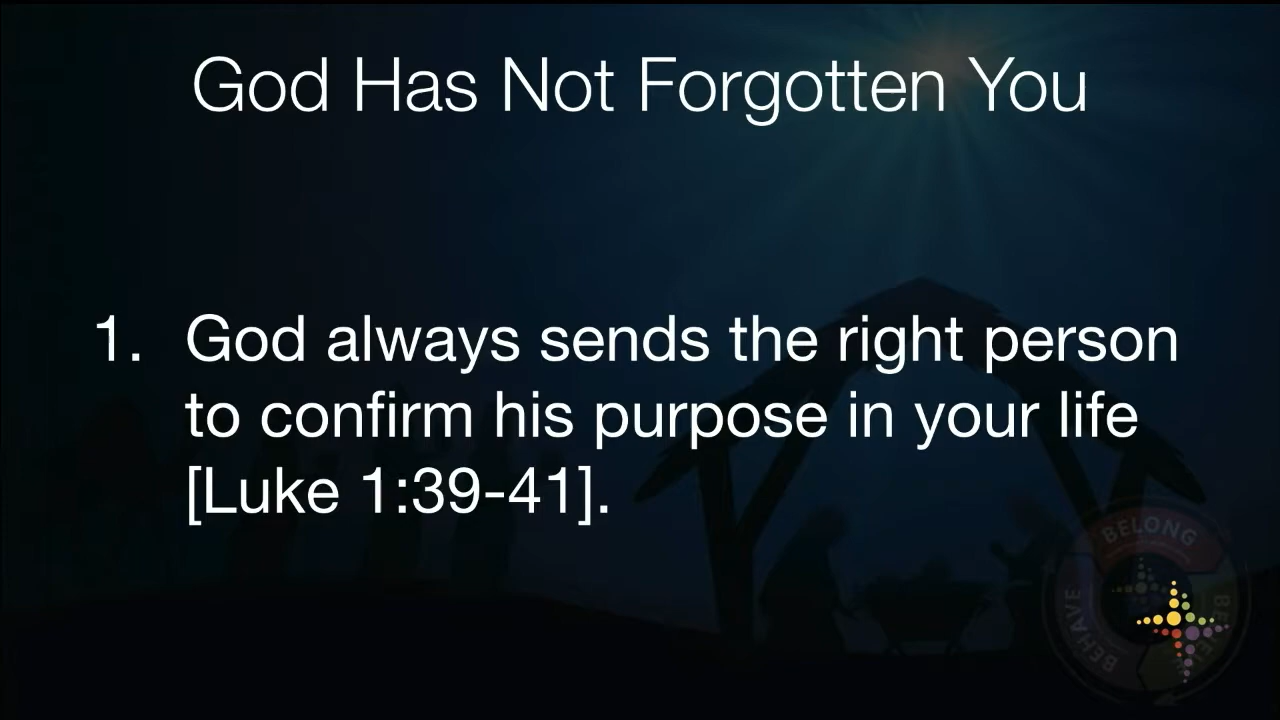 God Has Not Forgotten You
1. God always sends the right person
to confirm his purpose in your life
[Luke 1:39-41].
BELONG
BEHAVE